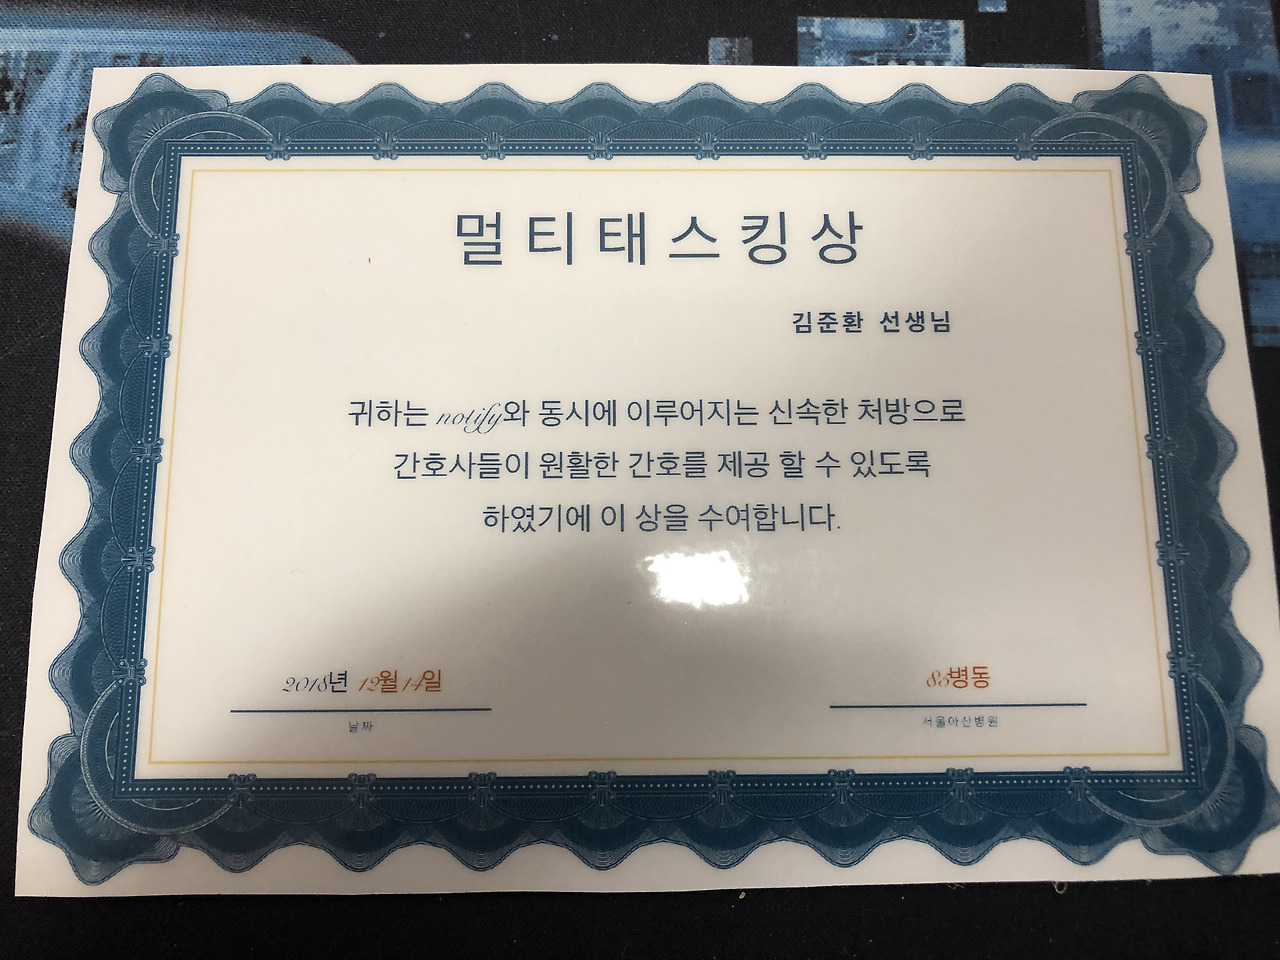 멀티태스킹상
김준환 선생님
귀하는 notify와 동시에 이루어지는 신속한 처방으로
간호사들이 원활한 간호를 제공 할 수 있도록
하였기에 이 상을 수여합니다.
2018년 12월 14일
날짜
85병동
서울아산병원